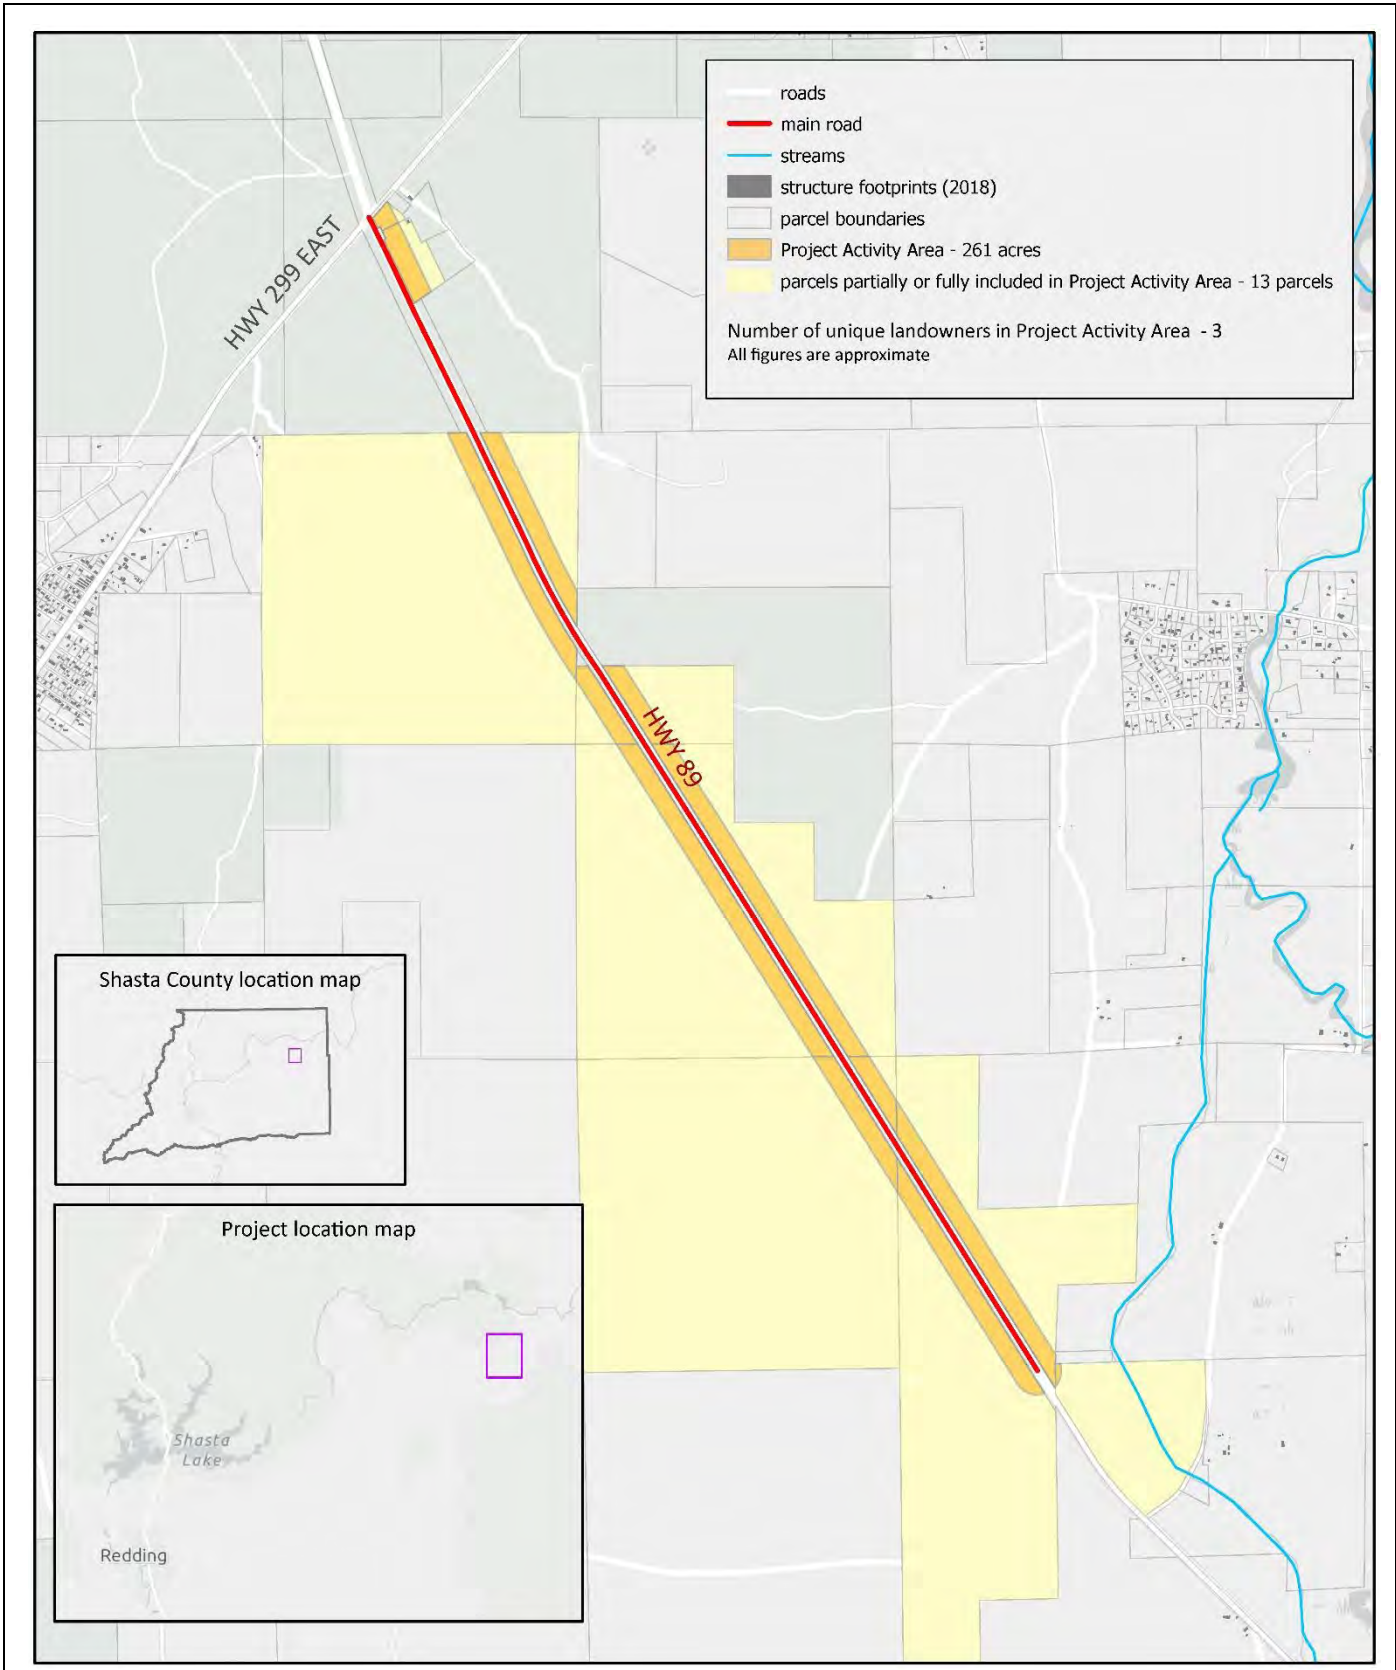 roads
main road
streams
structure footprints (2018)
parcel boundaries
Project Activity Area - 261 acres
parcels partially or fully included in Project Activity Area - 13 parcels
Number of unique landowners in Project Activity Area - 3
All figures are approximate
HWY 299 EAST
HWY 89
Shasta County location map
Project location map
Shasta
Lake
Redding